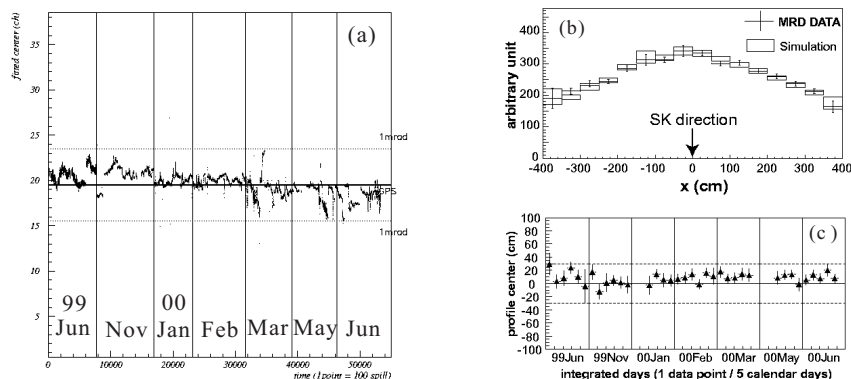 fitted center (ch)
35
30
25
20
15
10
5
(a)
1mrad
GPS
1mrad
99
Jun
Nov
00
Jan
Feb
Mar
May
Jun
0
10000
20000
30000
40000
50000
time (1point = 100 spill)
arbitrary unit
400
300
200
100
0
(b)
MRD DATA
Simulation
SK direction
-400
-300
-200
-100
0
100
200
300
400
x (cm)
profile center (cm)
100
80
60
40
20
0
-20
-40
-60
-80
-100
(c )
99Jun
99Nov
00Jan
00Feb
00Mar
00May
00Jun
integrated days (1 data point / 5 calendar days)